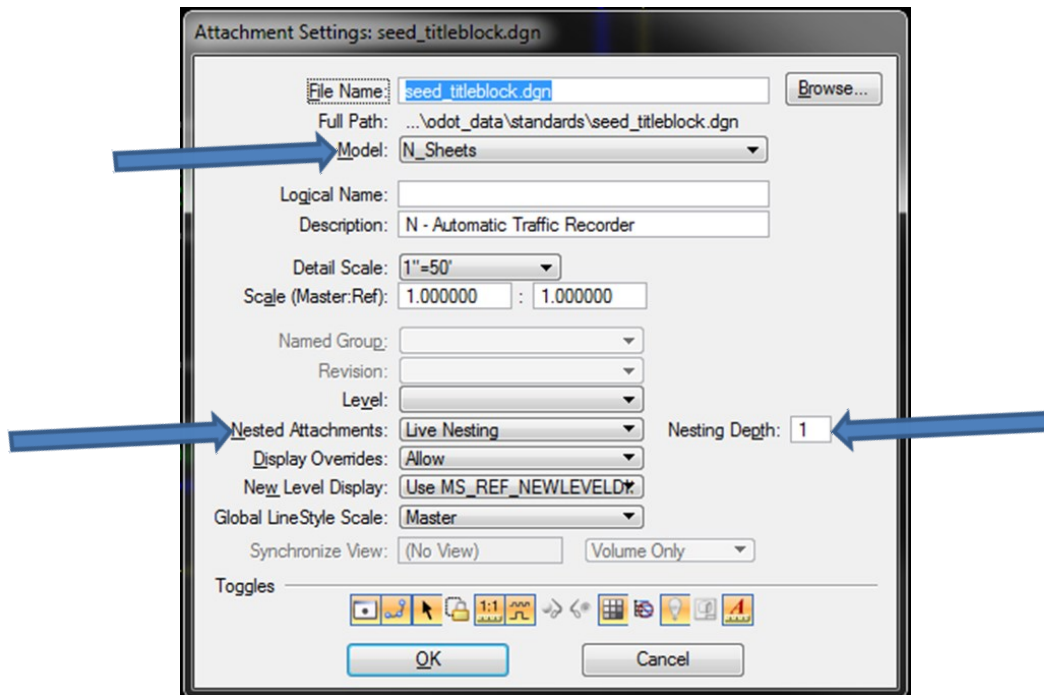 Attachment Settings: seed_titleblock.dgn
File Name: seed_titleblock.dgn Browse...
Full Path: ...\odot_data\standards\seed_titleblock.dgn
Model: N_Sheets
Logical Name:
Description: N - Automatic Traffic Recorder
Detail Scale: 1"=50'
Scale (Master:Ref): 1.000000 : 1.000000
Named Group:
Revision:
Level:
Nested Attachments: Live Nesting Nesting Depth: 1
Display Overrides: Allow
New Level Display: Use MS_REF_NEWLEVELDI
Global LineStyle Scale: Master
Synchronize View: (No View) Volume Only
Toggles
1:1 A
OK Cancel